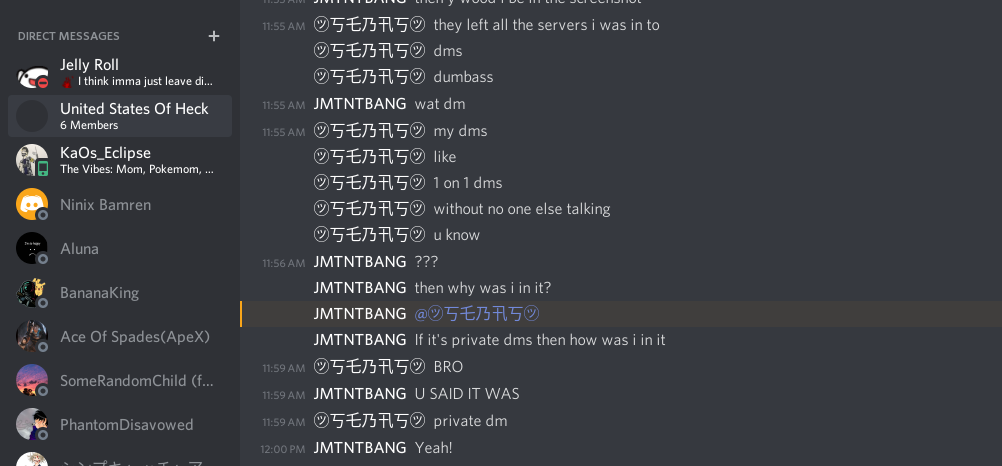 DIRECT MESSAGES +
Jelly Roll
I think imma just leave di...
United States Of Heck
6 Members
KaOs_Eclipse
The Vibes: Mom, Pokemom, ...
Ninix Bamren
Aluna
BananaKing
Ace Of Spades(ApeX)
SomeRandomChild (f...
PhantomDisavowed
11:55 AM ㋡丂乇乃卂丂㋡ they left all the servers i was in to
㋡丂乇乃卂丂㋡ dms
㋡丂乇乃卂丂㋡ dumbass
11:55 AM JMTNTBANG wat dm
11:55 AM ㋡丂乇乃卂丂㋡ my dms
㋡丂乇乃卂丂㋡ like
㋡丂乇乃卂丂㋡ 1 on 1 dms
㋡丂乇乃卂丂㋡ without no one else talking
㋡丂乇乃卂丂㋡ u know
11:56 AM JMTNTBANG ???
JMTNTBANG then why was i in it?
JMTNTBANG @㋡丂乇乃卂丂㋡
JMTNTBANG If it's private dms then how was i in it
11:59 AM ㋡丂乇乃卂丂㋡ BRO
11:59 AM JMTNTBANG U SAID IT WAS
11:59 AM ㋡丂乇乃卂丂㋡ private dm
12:00 PM JMTNTBANG Yeah!